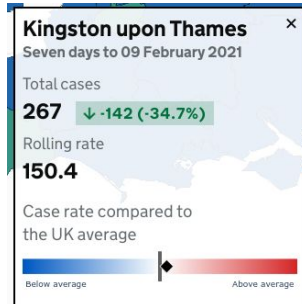 Kingston upon Thames ×
Seven days to 09 February 2021
Total cases
267 ↓ -142 (-34.7%)
Rolling rate
150.4
Case rate compared to
the UK average
Below average Above average